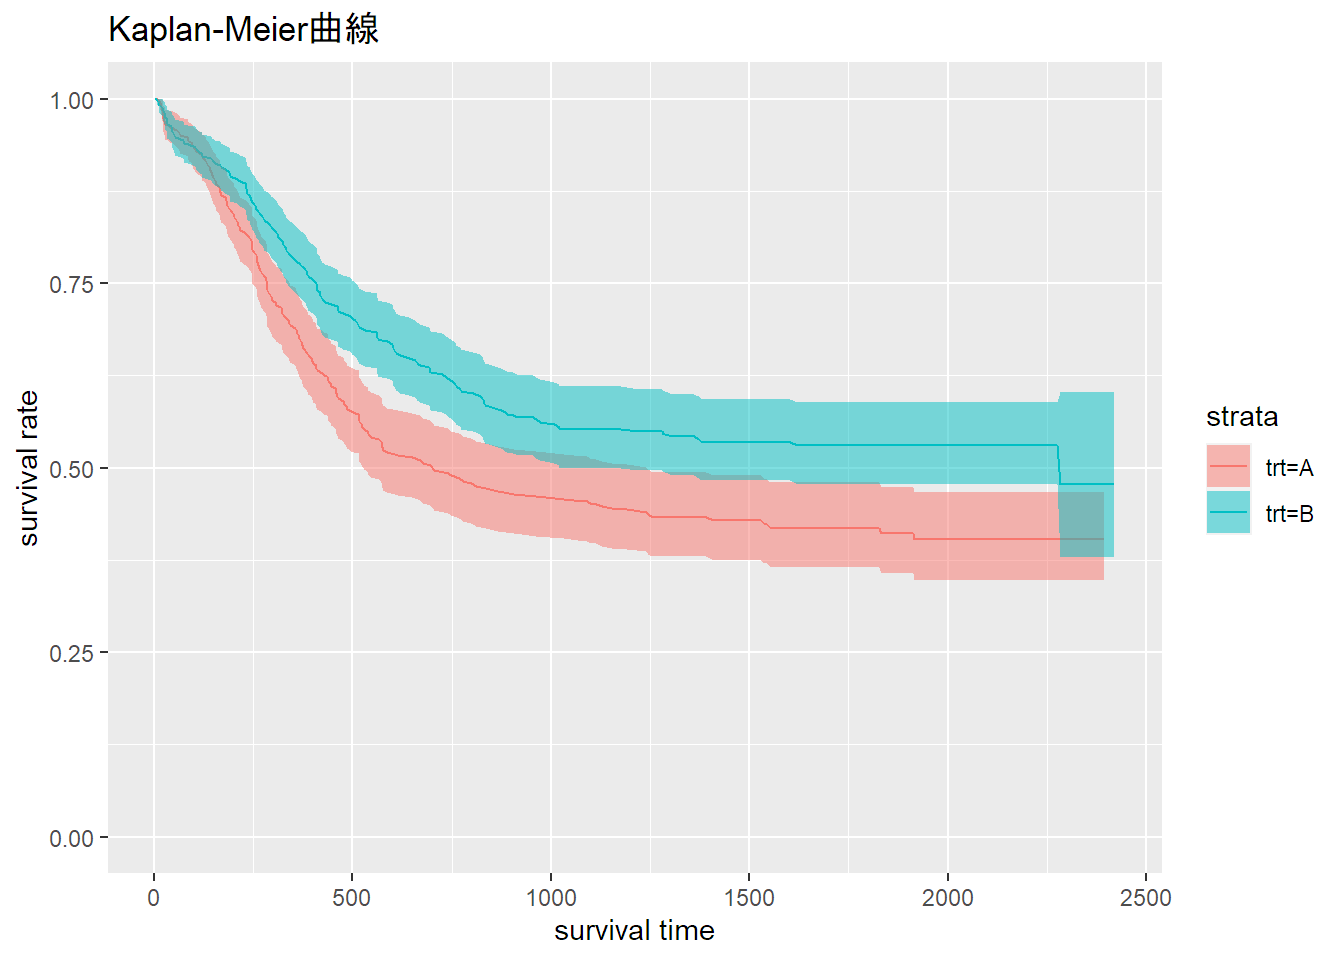 Kaplan-Meier曲線
1.00
0.75
0.50
0.25
0.00
survival rate
0 500 1000 1500 2000 2500
survival time
strata
trt=A
trt=B